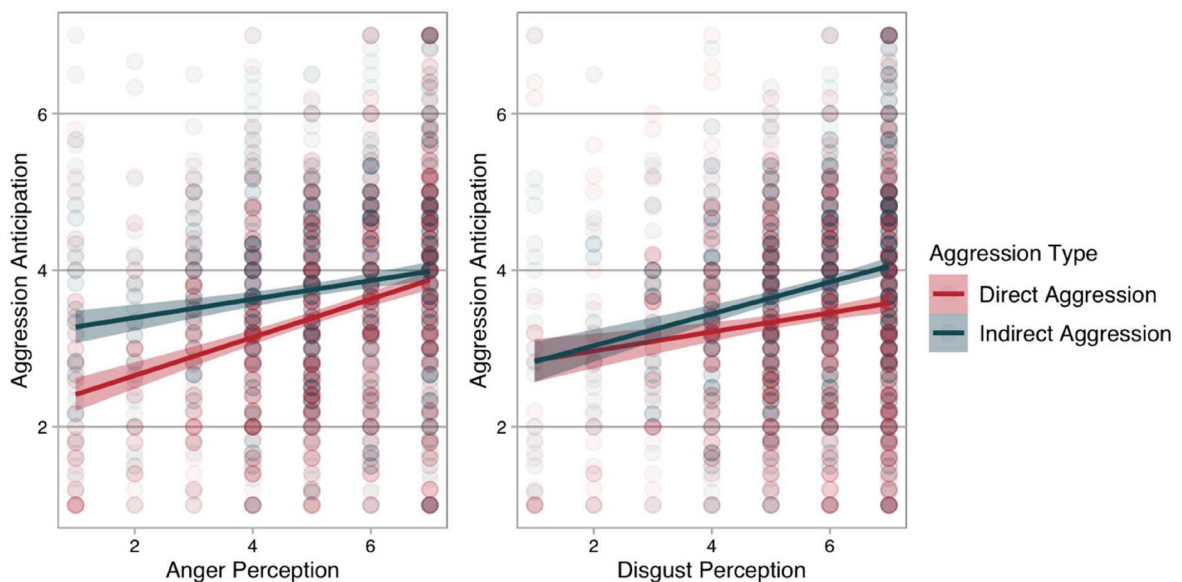 Aggression Anticipation
6
4
2
2
4
6
Anger Perception
Aggression Anticipation
6
4
2
2
4
6
Disgust Perception
Aggression Type
Direct Aggression
Indirect Aggression